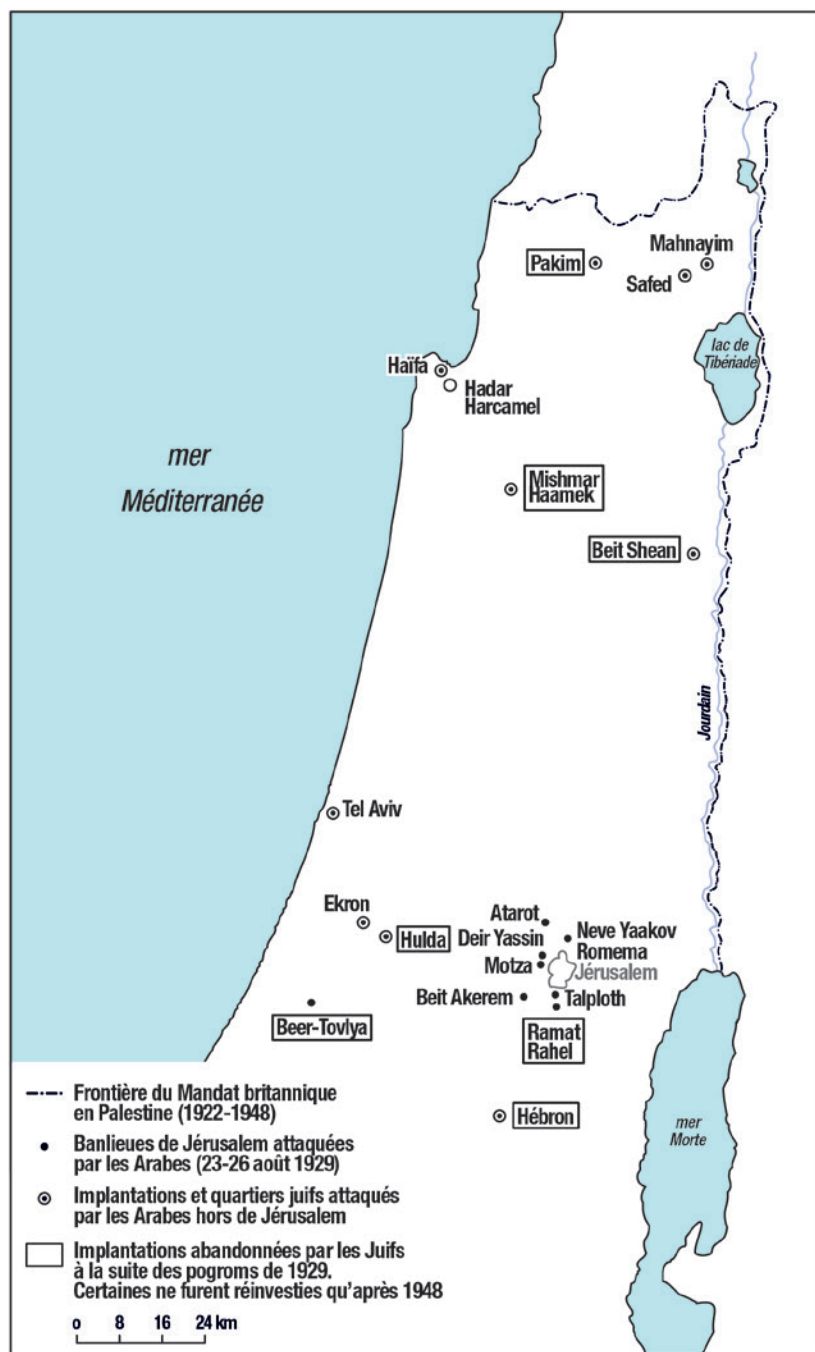 Mahnayim
Pakim
Safed
lac de
Tibériade
Haïfa
Hadar
Harcamel
mer
Méditerranée
Mishmar
Haamek
Beit Shean
Jourdain
Tel Aviv
Ekron
Hulda
Atarot
Neve Yaakov
Deir Yassin
Romema
Motza
Jérusalem
Beit Akerem
Talploth
Beer-Tovlya
Ramat
Rahel
Hébron
mer
Morte
Frontière du Mandat britannique
en Palestine (1922-1948)
Banlieues de Jérusalem attaquées
par les Arabes (23-26 août 1929)
Implantations et quartiers juifs attaqués
par les Arabes hors de Jérusalem
Implantations abandonnées par les Juifs
à la suite des pogroms de 1929.
Certaines ne furent réinvesties qu'après 1948
0 8 16 24 km